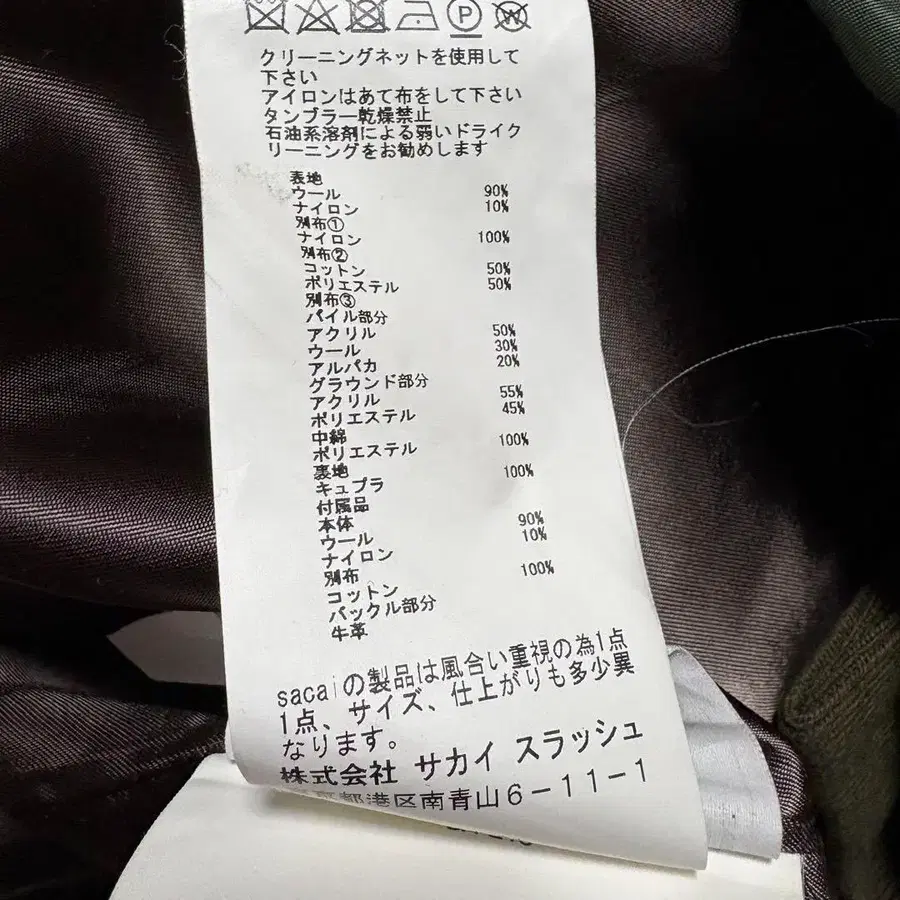 クリーニングネットを使用して
下さい
アイロンはあて布をして下さい
タンブラー乾燥禁止
石油系溶剤による弱いドライク
リーニングをお勧めします
表地
ウール 90%
ナイロン 10%
別布①
ナイロン 100%
別布②
コットン 50%
ポリエステル 50%
別布③
パイル部分
アクリル 50%
ウール 30%
アルパカ 20%
グラウンド部分
アクリル 55%
ポリエステル 45%
中綿
ポリエステル 100%
裏地
キュプラ 100%
付属品
本体
ウール 90%
ナイロン 10%
別布
コットン 100%
バックル部分
牛革
sacaiの製品は風合い重視の為1点
1点、サイズ、仕上がりも多少異
なります。
株式会社 サカイ スラッシュ
都港区南青山6-11-1